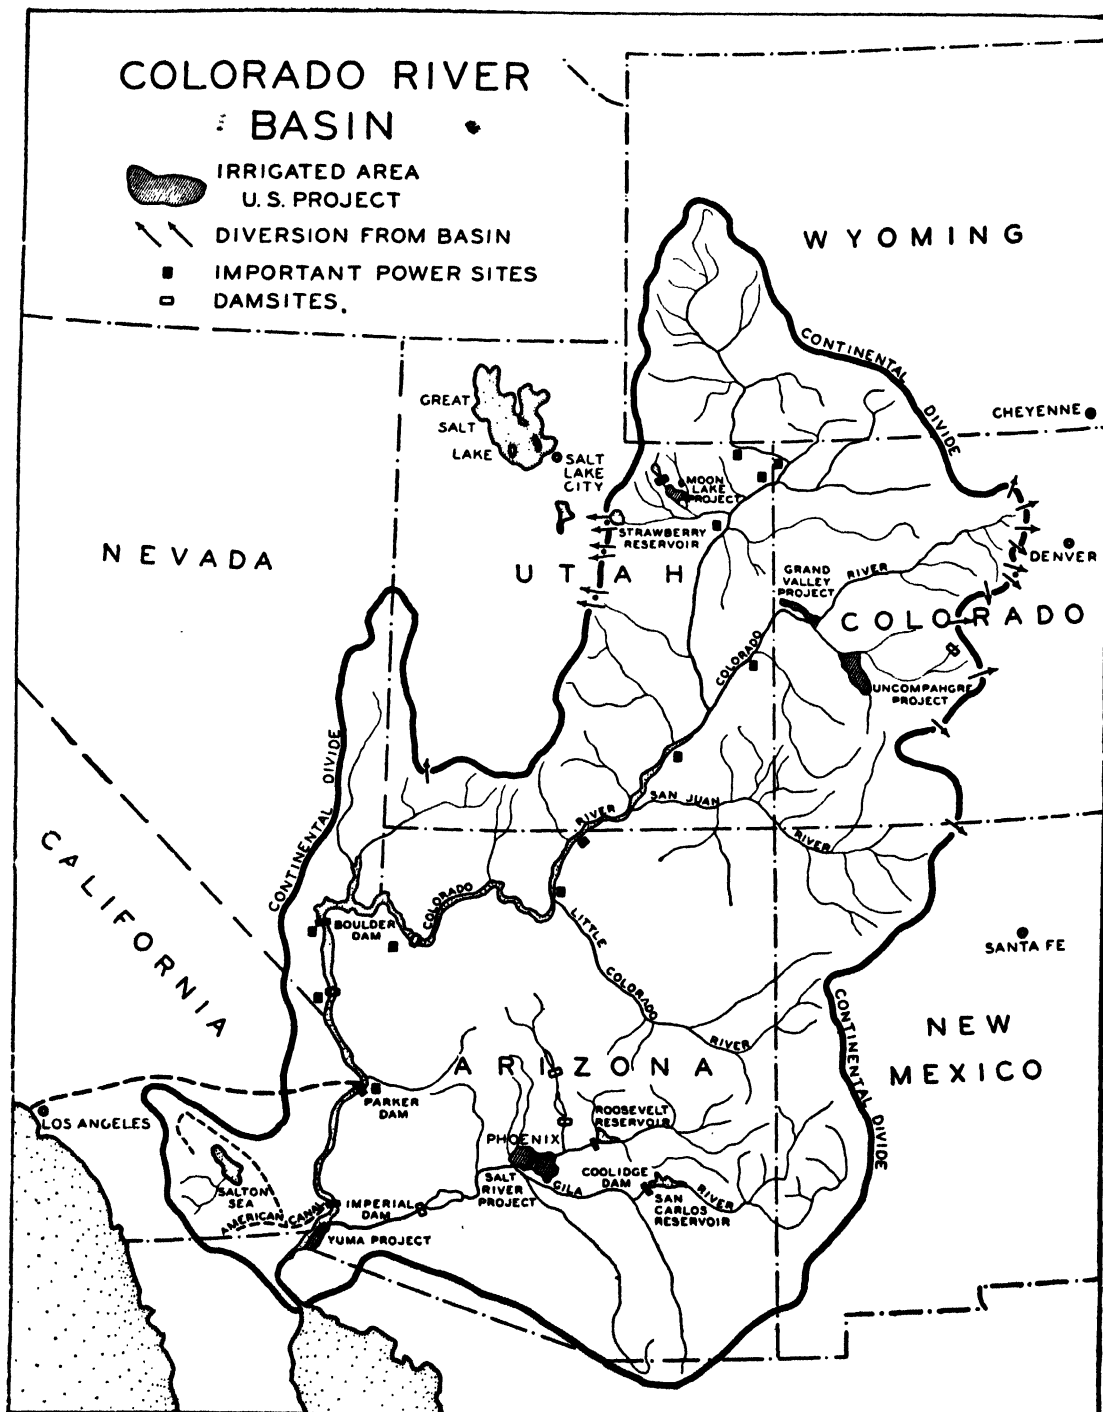 COLORADO RIVER
BASIN
IRRIGATED AREA
U.S. PROJECT
DIVERSION FROM BASIN
IMPORTANT POWER SITES
DAMSITES.
WYOMING
CONTINENTAL
DIVIDE
CHEYENNE
GREAT
SALT
LAKE
SALT
LAKE
CITY
MOON
LAKE
PROJECT
STRAWBERRY
RESERVOIR
NEVADA
UTAH
DENVER
GRAND
VALLEY
PROJECT
RIVER
COLORADO
COLORADO
UNCOMPAHGRE
PROJECT
CONTINENTAL DIVIDE
SAN JUAN
RIVER
RIVER
CALIFORNIA
COLORADO
BOULDER
DAM
LITTLE
COLORADO
RIVER
SANTA FE
NEW
MEXICO
CONTINENTAL DIVIDE
ARIZONA
LOS ANGELES
PARKER
DAM
ROOSEVELT
RESERVOIR
PHOENIX
COOLIDGE
DAM
SALT
RIVER
PROJECT
GILA
RIVER
SAN
CARLOS
RESERVOIR
SALTON
SEA
AMERICAN CANAL
IMPERIAL
DAM
YUMA PROJECT